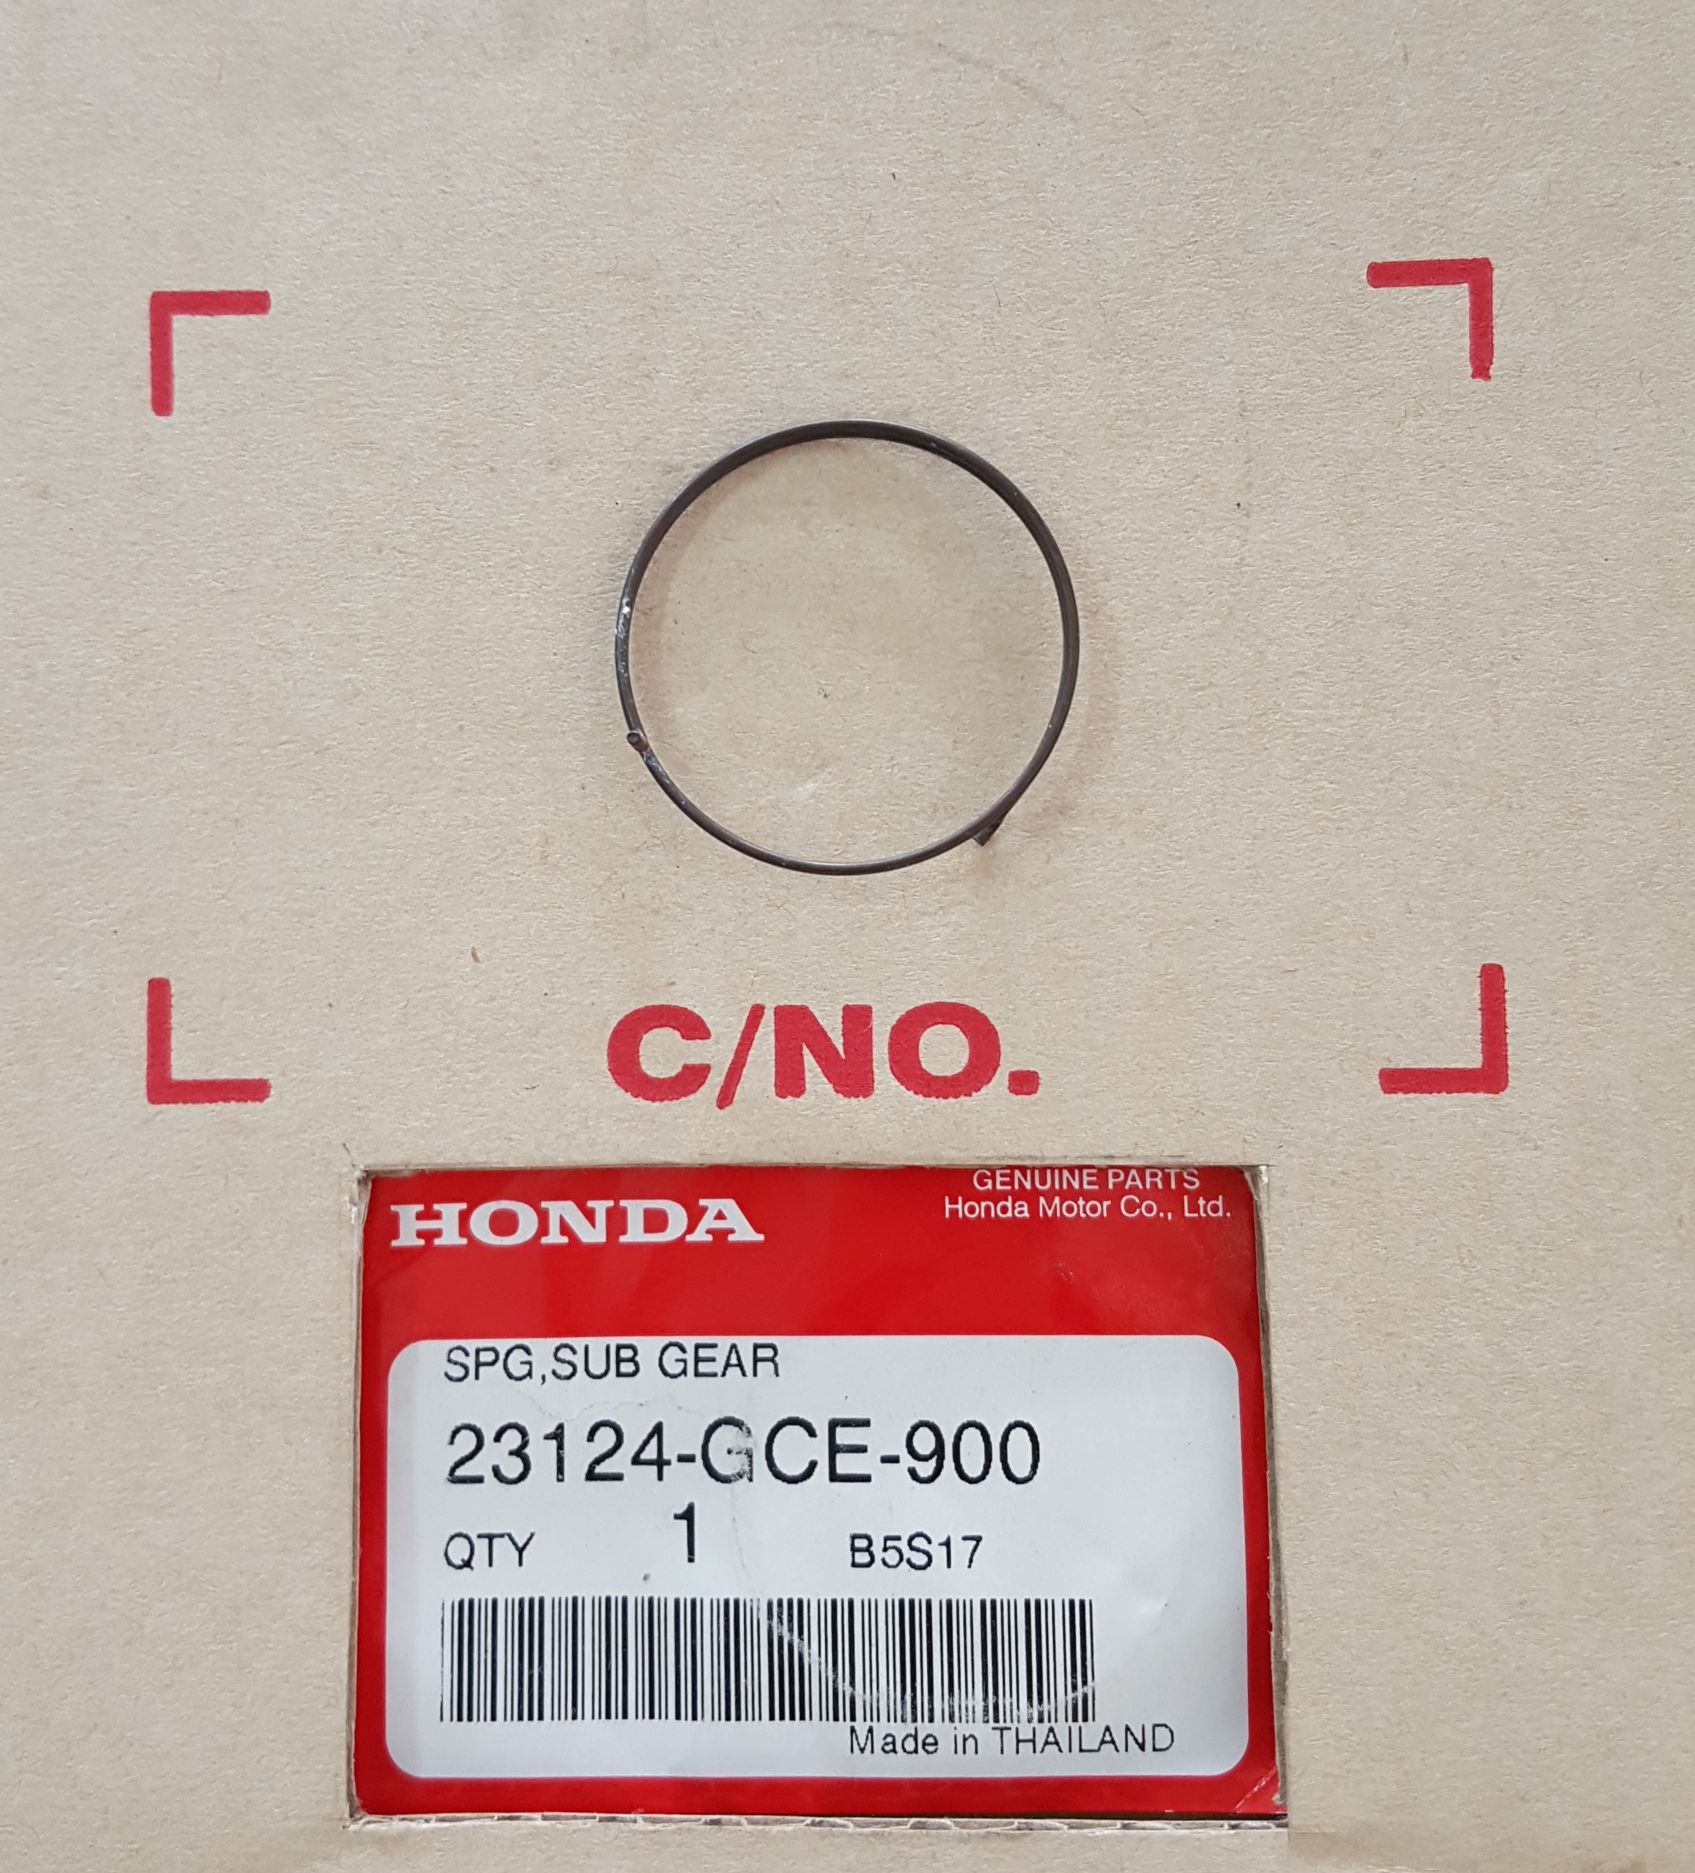 C/NO.
HONDA
GENUINE PARTS
Honda Motor Co., Ltd.
SPG,SUB GEAR
23124-GCE-900
QTY 1 B5S17
Made in THAILAND